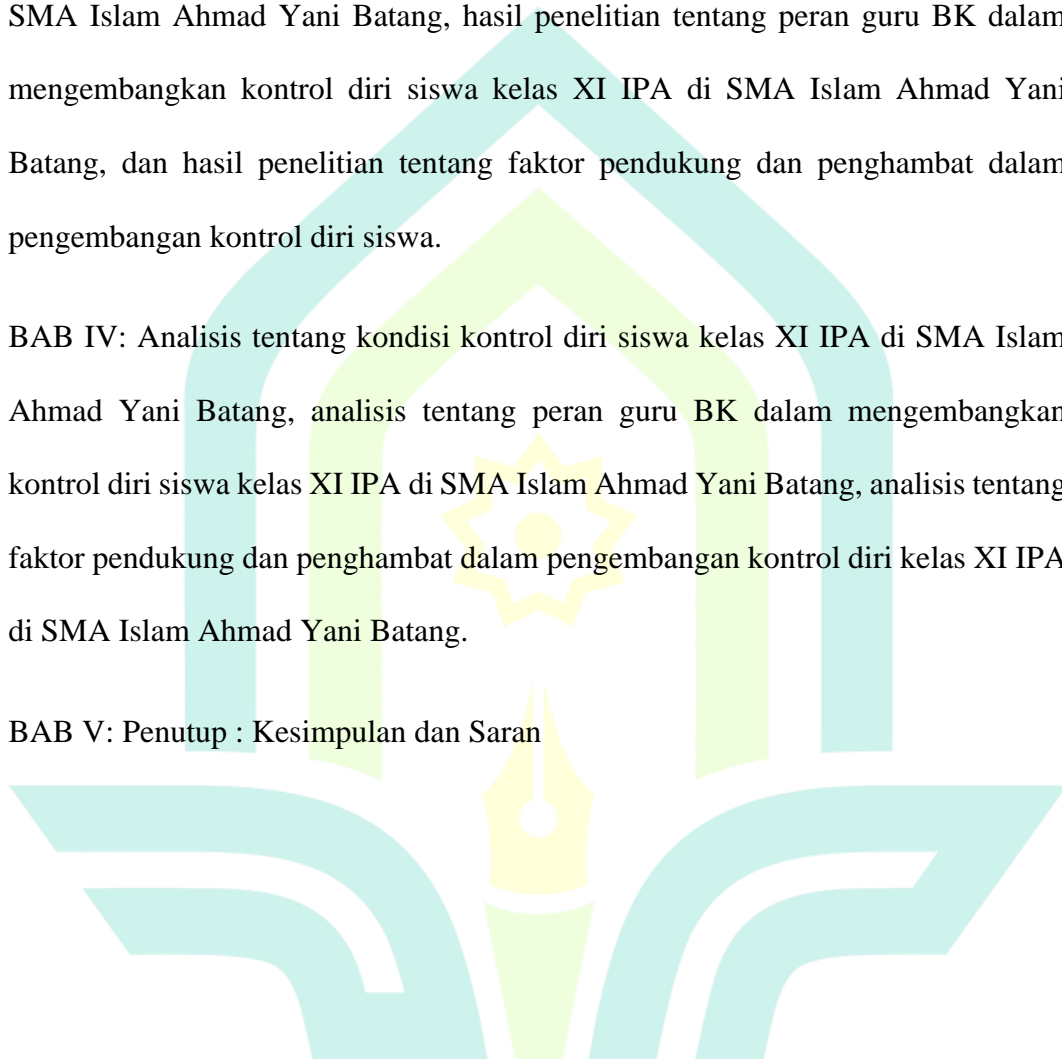 SMA Islam Ahmad Yani Batang, hasil penelitian tentang peran guru BK dalam
mengembangkan kontrol diri siswa kelas XI IPA di SMA Islam Ahmad Yani
Batang, dan hasil penelitian tentang faktor pendukung dan penghambat dalam
pengembangan kontrol diri siswa.
BAB IV: Analisis tentang kondisi kontrol diri siswa kelas XI IPA di SMA Islam
Ahmad Yani Batang, analisis tentang peran guru BK dalam mengembangkan
kontrol diri siswa kelas XI IPA di SMA Islam Ahmad Yani Batang, analisis tentang
faktor pendukung dan penghambat dalam pengembangan kontrol diri kelas XI IPA
di SMA Islam Ahmad Yani Batang.
BAB V: Penutup : Kesimpulan dan Saran